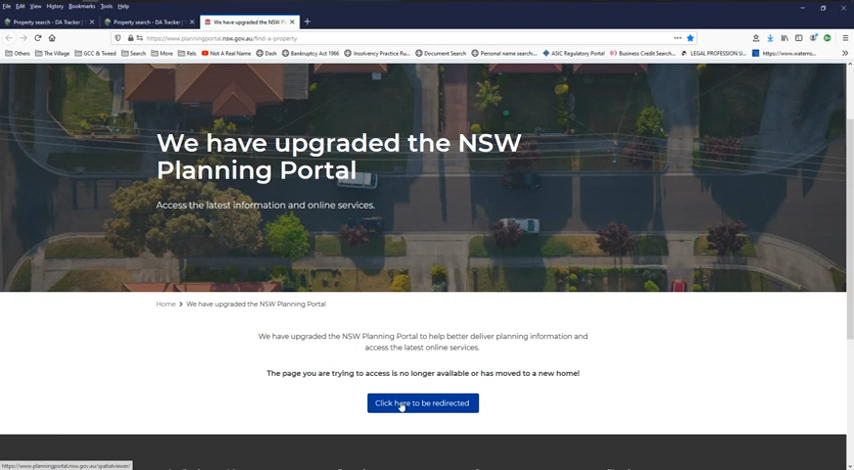 File Edit View History Bookmarks Tools Help
Property search - DA Tracker
Property search - DA Tracker
We have upgraded the NSW P
https://www.planningportal.nsw.gov.au/find-a-property
Others
The Village
GCC & Tweed
Search
More
Rels
Not A Real Name
Dash
Bankruptcy Act 1966
Insolvency Practice Ru...
Document Search
Personal name search...
ASIC Regulatory Portal
Business Credit Search...
LEGAL PROFESSION U...
We have upgraded the NSW
Planning Portal
Access the latest information and online services.
Home > We have upgraded the NSW Planning Portal
We have upgraded the NSW Planning Portal to help better deliver planning information and
access the latest online services.
The page you are trying to access is no longer available or has moved to a new home!
Click here to be redirected
https://www.planningportal.nsw.gov.au/spatialviewer/